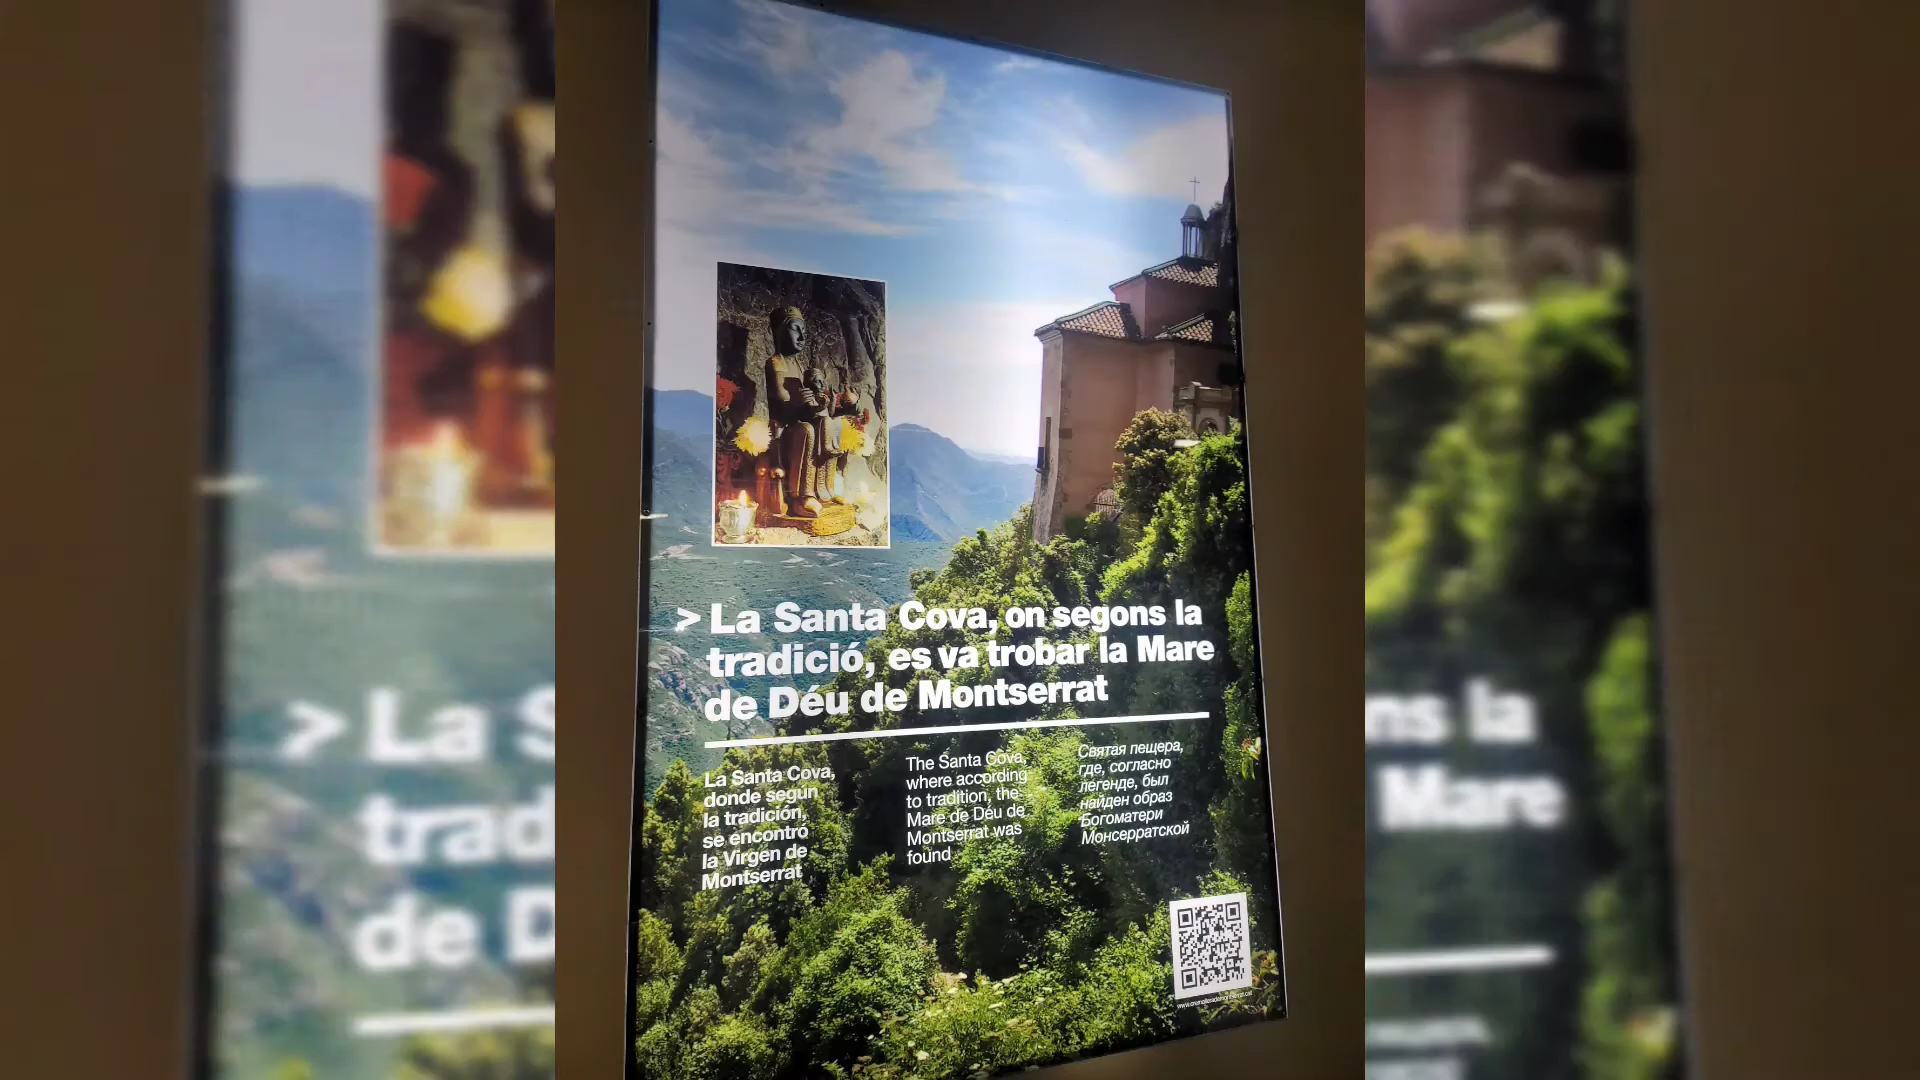 > La Santa Cova, on segons la
tradició, es va trobar la Mare
de Déu de Montserrat
La Santa Cova,
donde según
la tradición,
se encontró
la Virgen de
Montserrat
The Santa Cova,
where according
to tradition, the
Mare de Déu de
Montserrat was
found
Святая пещера,
где, согласно
легенде, был
найден образ
Богоматери
Монсерратской